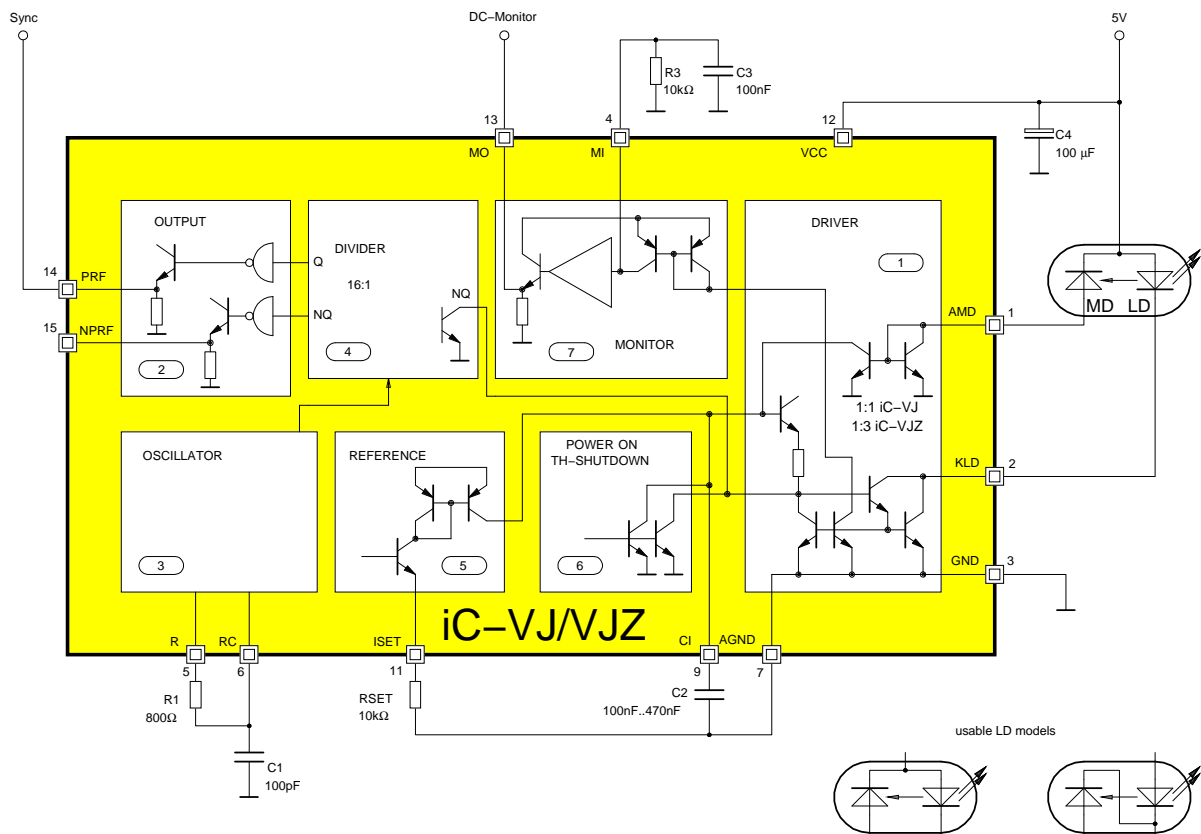 Sync
DC−Monitor
5V
R3
10kΩ
C3
100nF
13
4
12
MO
MI
VCC
C4
100 µF
OUTPUT
DIVIDER
16:1
Q
NQ
NQ
4
2
14
PRF
15
NPRF
MONITOR
7
DRIVER
1
AMD
1
MD
LD
1:1 iC−VJ
1:3 iC−VJZ
OSCILLATOR
3
REFERENCE
5
POWER ON
TH−SHUTDOWN
6
KLD
2
GND
3
iC−VJ/VJZ
R
RC
ISET
CI
AGND
5
6
11
9
7
R1
800Ω
C1
100pF
RSET
10kΩ
C2
100nF..470nF
usable LD models